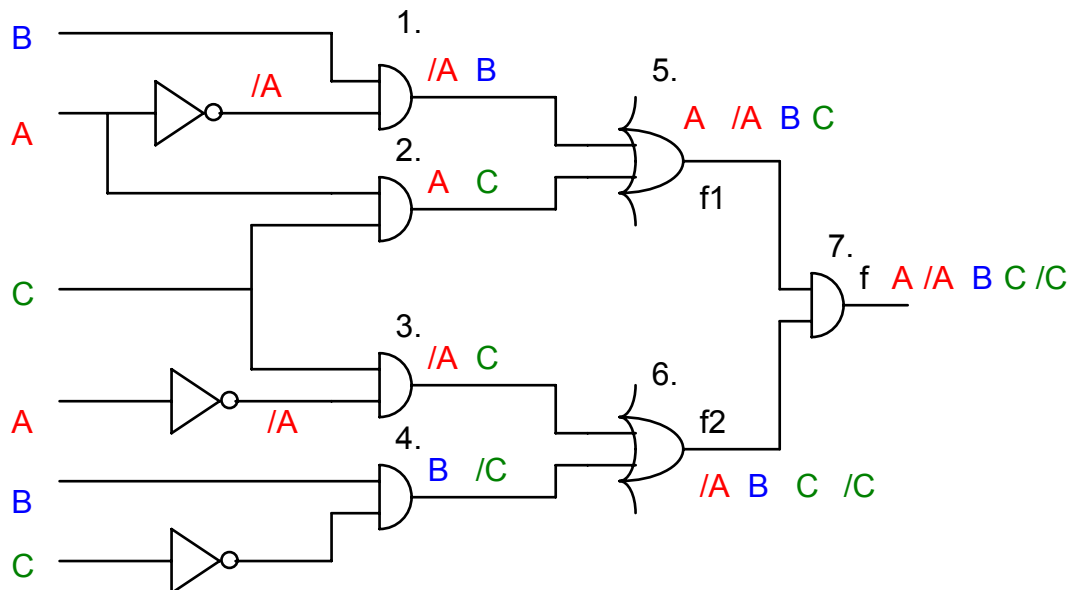 B
1.
/A B
/A
A
5.
A /A B C
2.
A C
f1
7.
f A /A B C /C
C
3.
/A C
6.
A
/A
f2
4.
B /C
/A B C /C
B
C